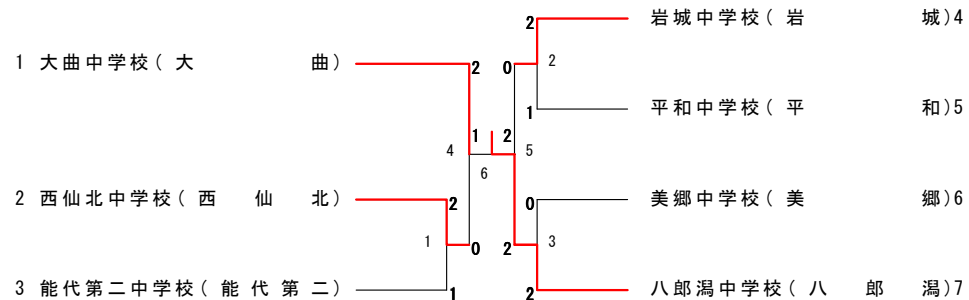 岩城中学校(岩　城)4
2
1 大曲中学校(大　曲)
2 0 2
1
平和中学校(平　和)5
1 2
4 5
6
2 西仙北中学校(西 仙 北)
2 0
美郷中学校(美　郷)6
1 0 2 3
3 能代第二中学校(能代第二)
1 2
八郎潟中学校(八 郎 潟)7